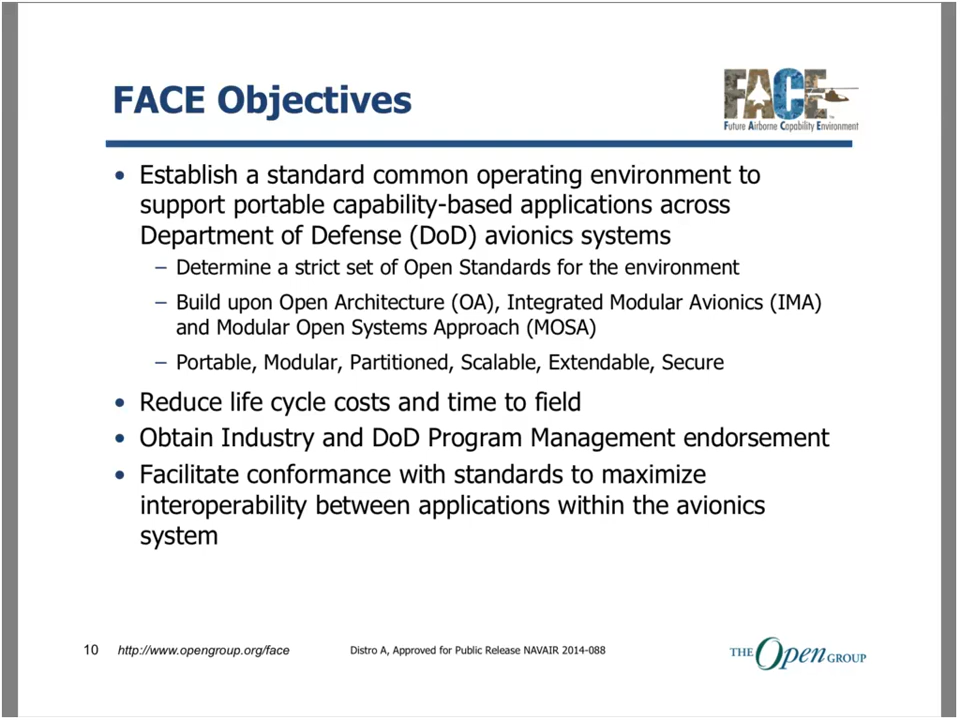 FACE Objectives
FACE
Future Airborne Capability Environment
• Establish a standard common operating environment to
support portable capability-based applications across
Department of Defense (DoD) avionics systems
– Determine a strict set of Open Standards for the environment
– Build upon Open Architecture (OA), Integrated Modular Avionics (IMA)
and Modular Open Systems Approach (MOSA)
– Portable, Modular, Partitioned, Scalable, Extendable, Secure
• Reduce life cycle costs and time to field
• Obtain Industry and DoD Program Management endorsement
• Facilitate conformance with standards to maximize
interoperability between applications within the avionics
system
10 http://www.opengroup.org/face Distro A, Approved for Public Release NAVAIR 2014-088
THE Open GROUP